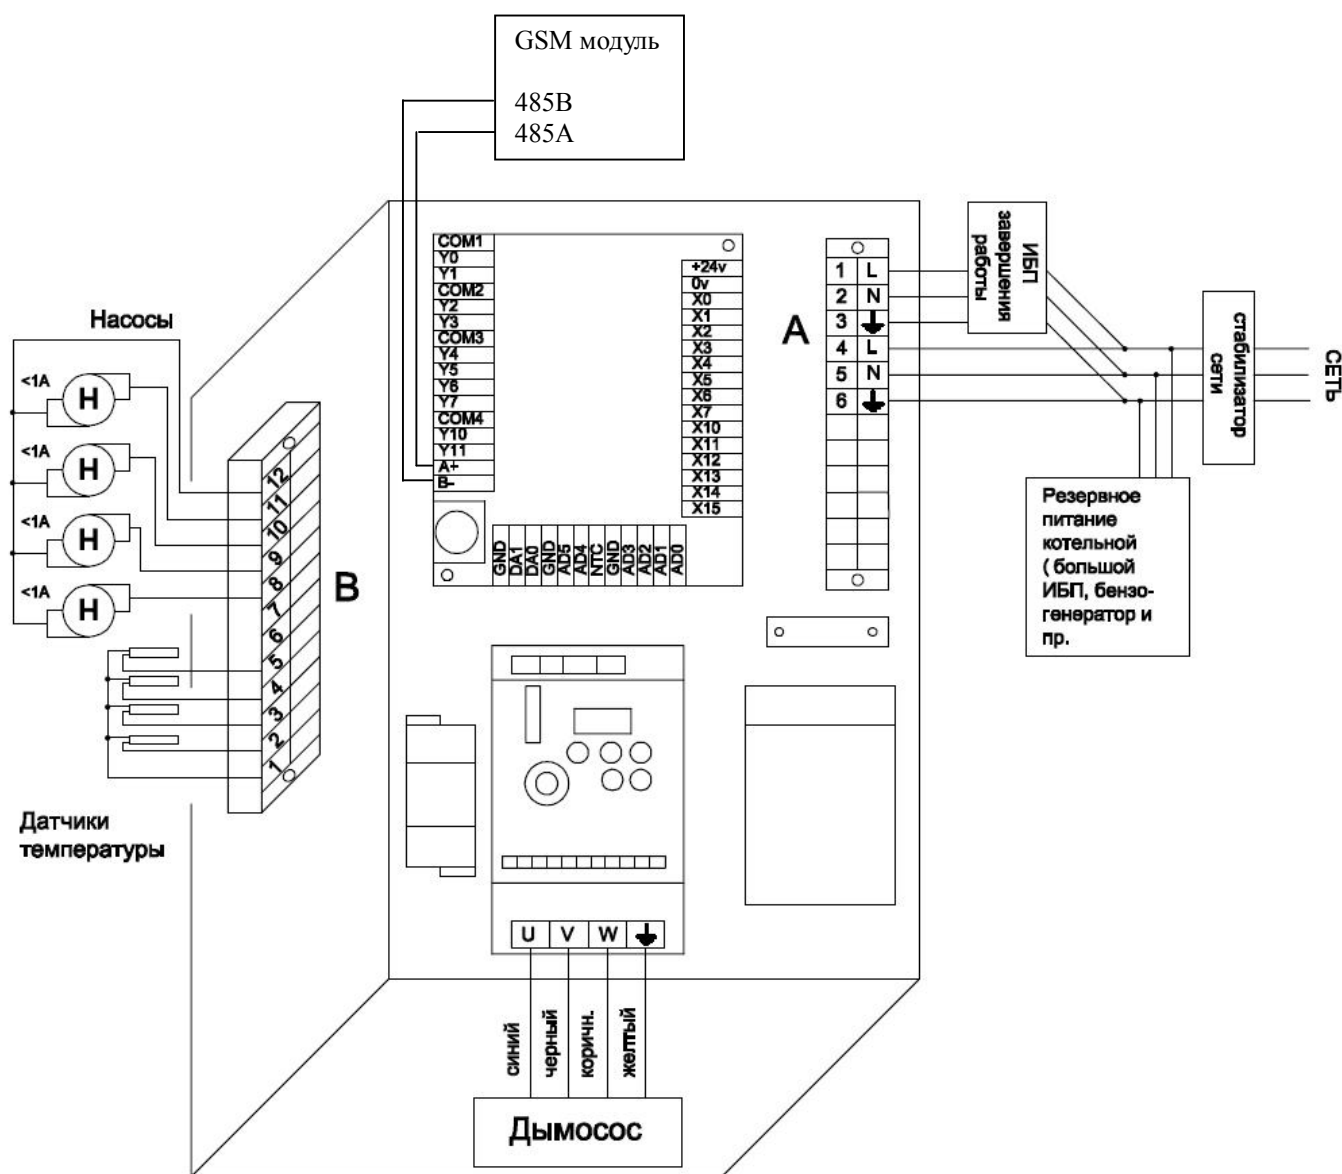 GSM модуль
485B
485A
COM1
Y0
Y1
COM2
Y2
Y3
COM3
Y4
Y5
Y6
Y7
COM4
Y10
Y11
A+
B-
+24v
0v
X0
X1
X2
X3
X4
X5
X6
X7
X10
X11
X12
X13
X14
X15
GND
DA1
DA0
GND
AD5
AD4
NTC
GND
AD3
AD2
AD1
AD0
A
1 L
2 N
3
4 L
5 N
6
ИБП
завершения
работы
стабилизатор
сети
СЕТЬ
Резервное
питание
котельной
( большой
ИБП, бензо-
генератор и
пр.
Насосы
<1A
H
<1A
H
<1A
H
<1A
H
12
11
10
9
8
7
6
5
4
3
2
1
B
Датчики
температуры
U V W
синий
черный
коричн.
желтый
Дымосос